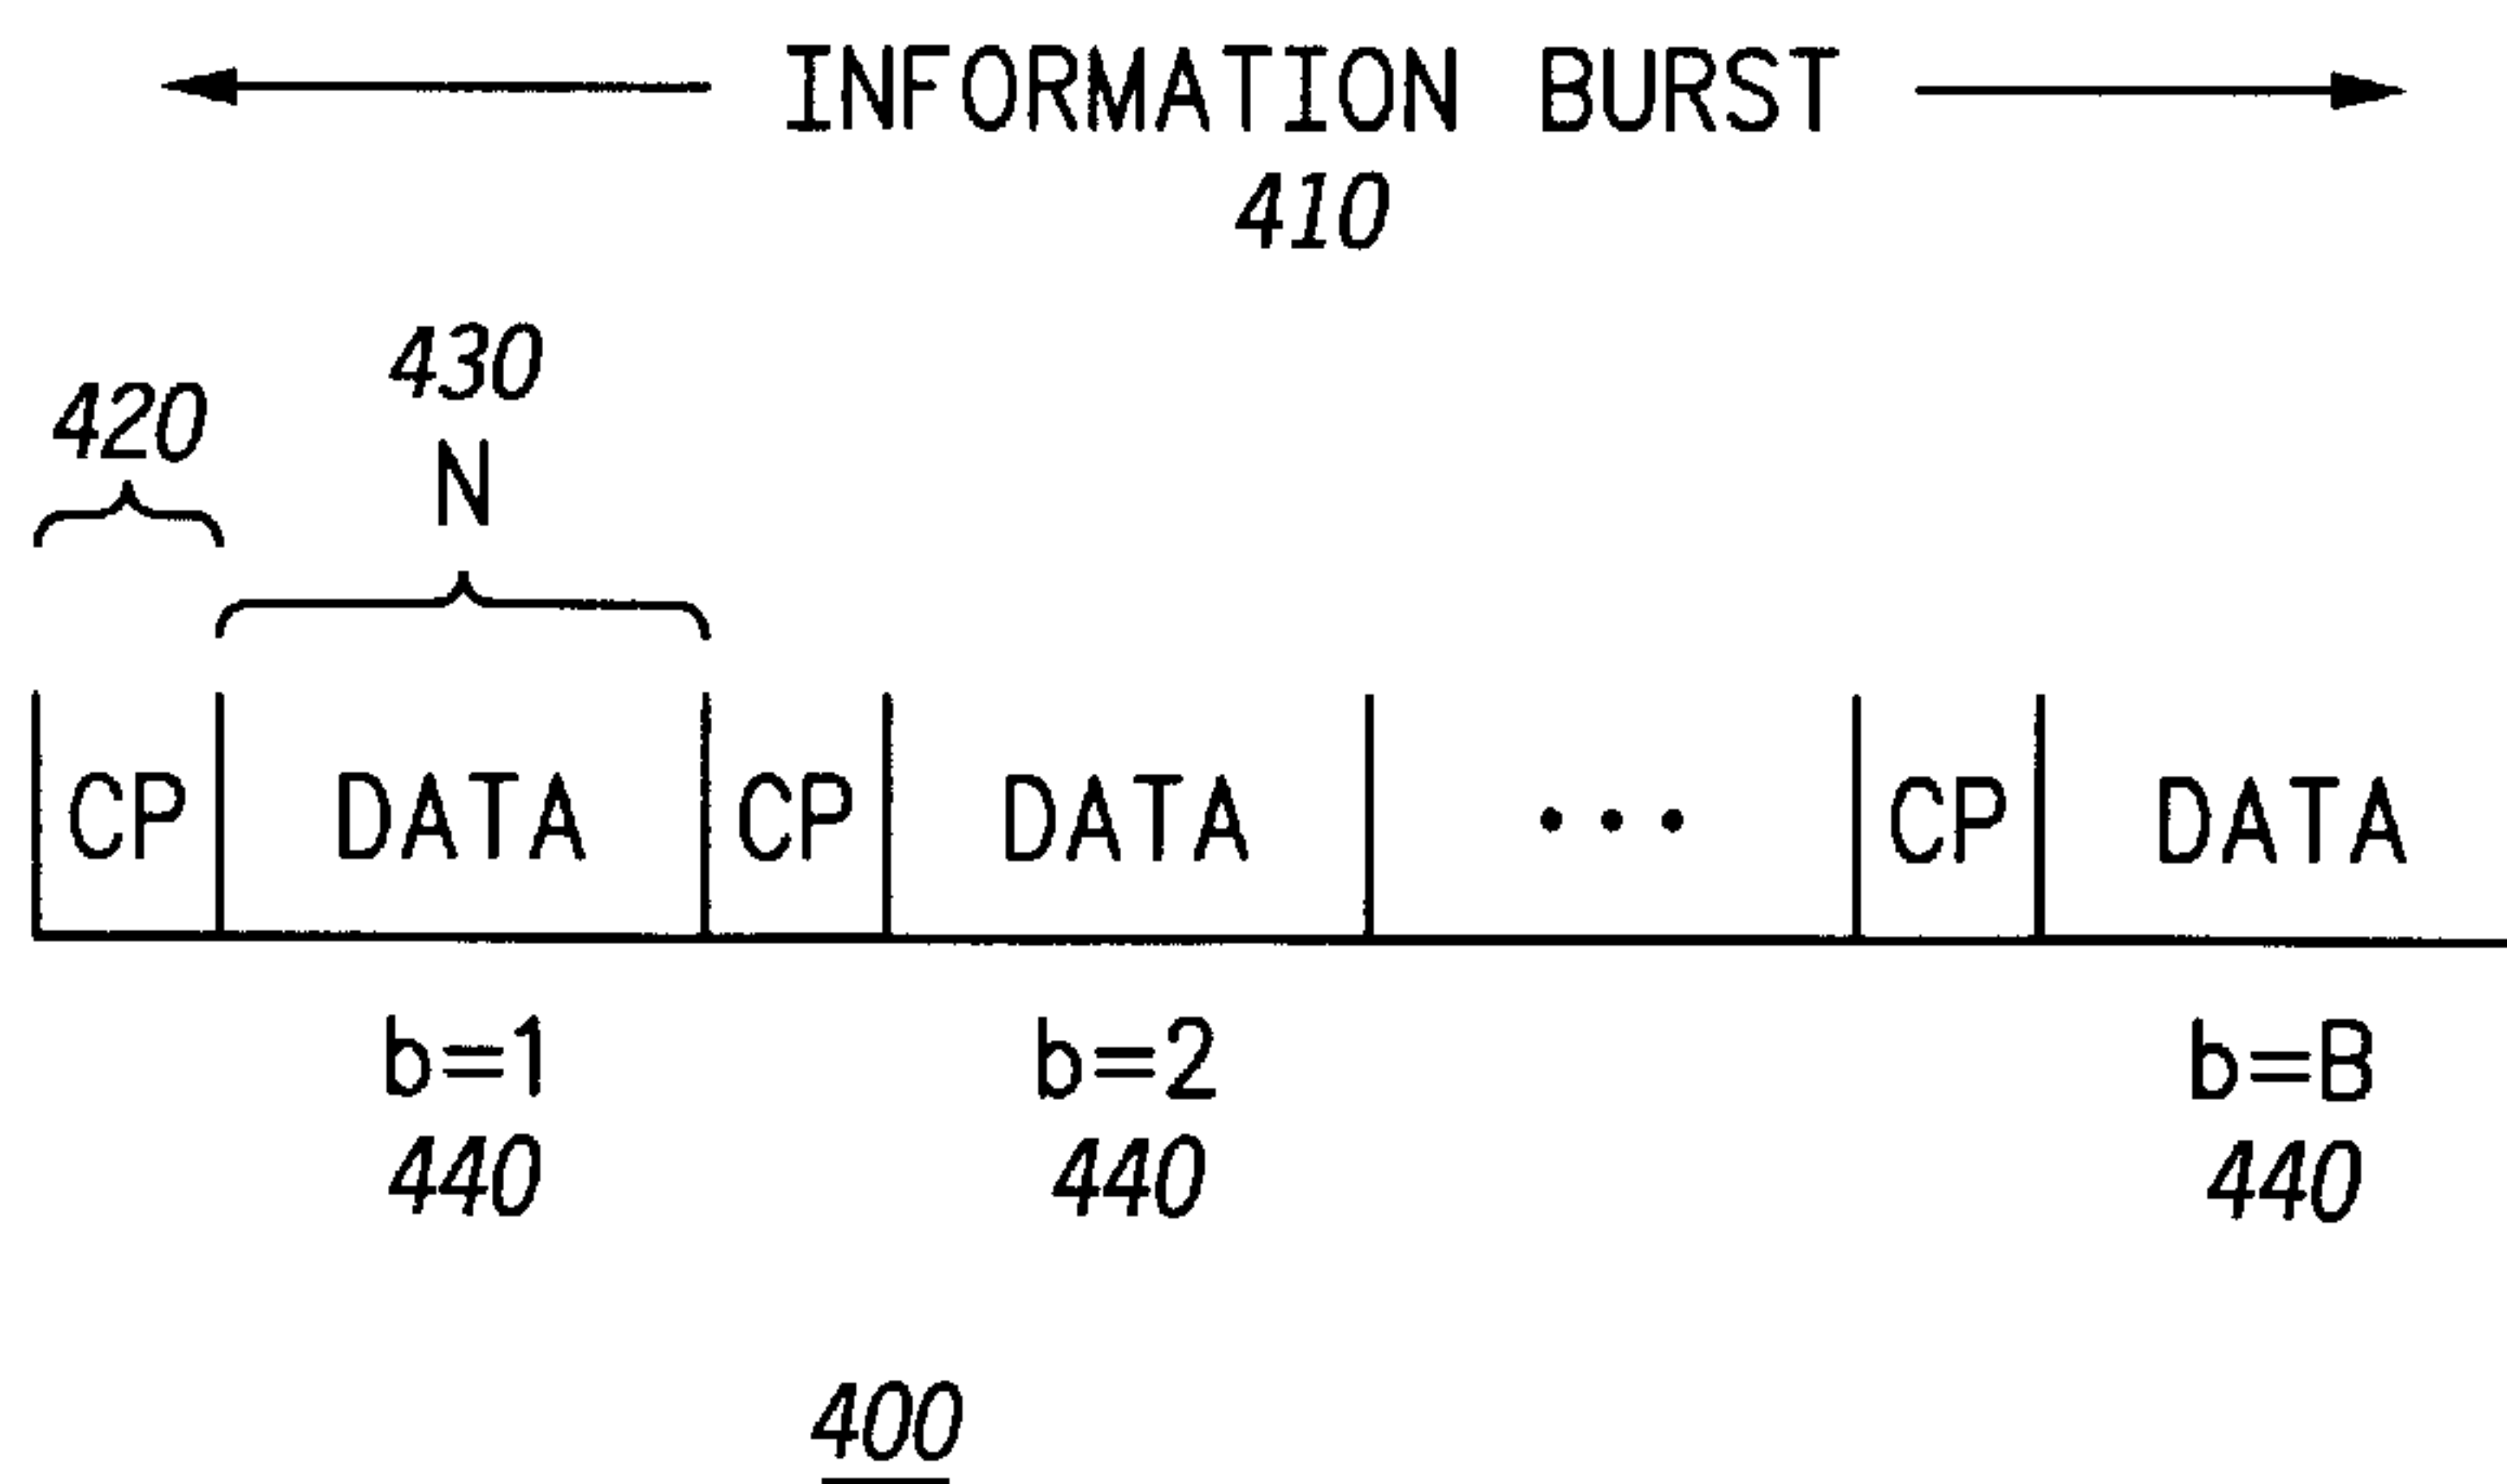 INFORMATION BURST
410
430
420
N
CP DATA CP DATA ... CP DATA
b=1 b=2 b=B
440 440 440
400